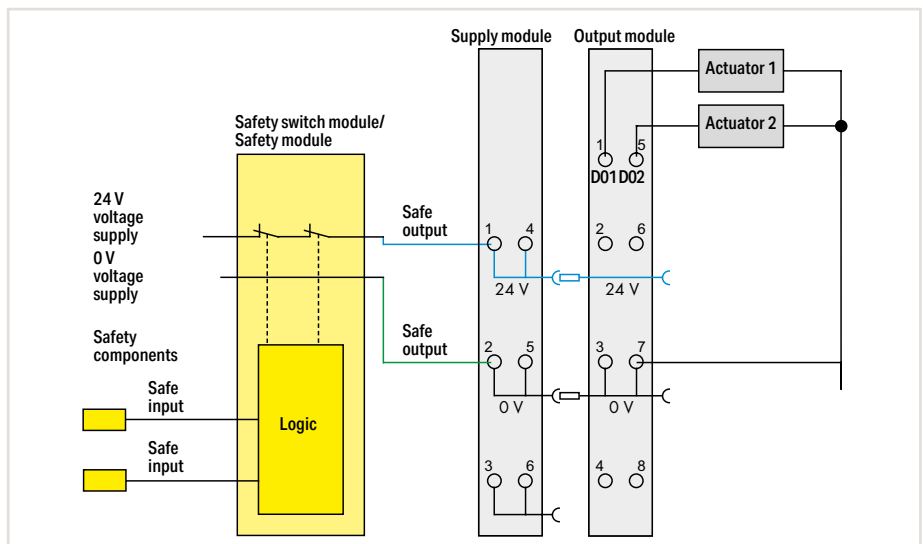 Supply module
Output module
Actuator 1
Actuator 2
Safety switch module/
Safety module
1
5
D01 D02
24 V
voltage
supply
Safe
output
1
4
2
6
24 V
24 V
0 V
voltage
supply
Safety
components
Safe
output
2
5
3
7
0 V
0 V
Safe
input
Logic
Safe
input
3
6
4
8